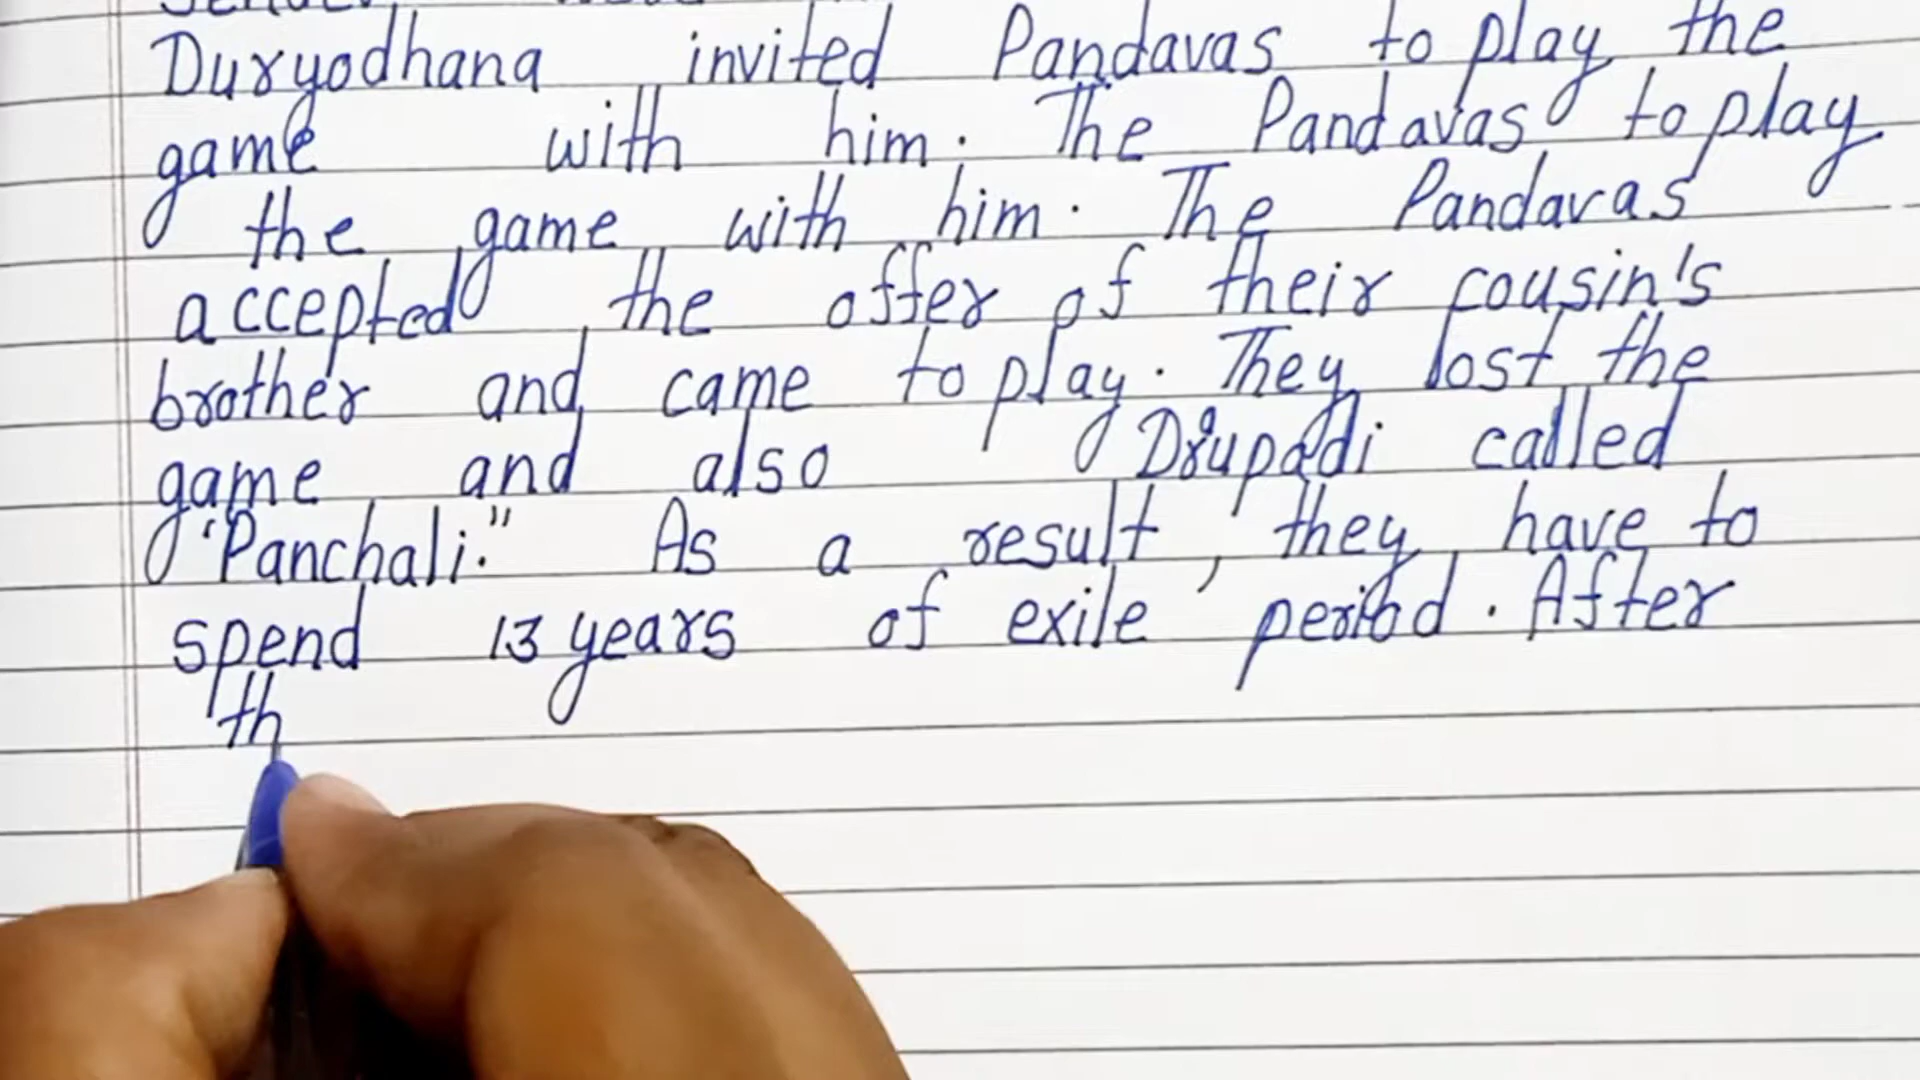 Duryodhana invited Pandavas to play the
game with him. The Pandavas to play
the game with him. The Pandavas
accepted the offer of their cousin's
brother and came to play. They lost the
game and also Drupadi called
"Panchali." As a result, they have to
spend 13 years of exile period. After
th